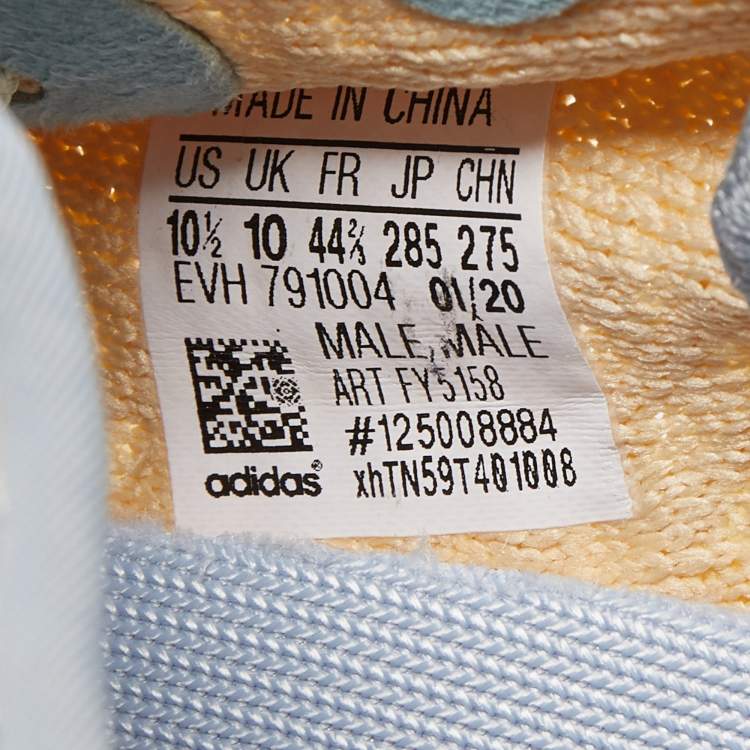 MADE IN CHINA
US UK FR JP CHN
10½ 10 44⅔ 285 275
EVH 791004 01/20
MALE, MALE
ART FY5158
#125008884
adidas® xhTN59T401008